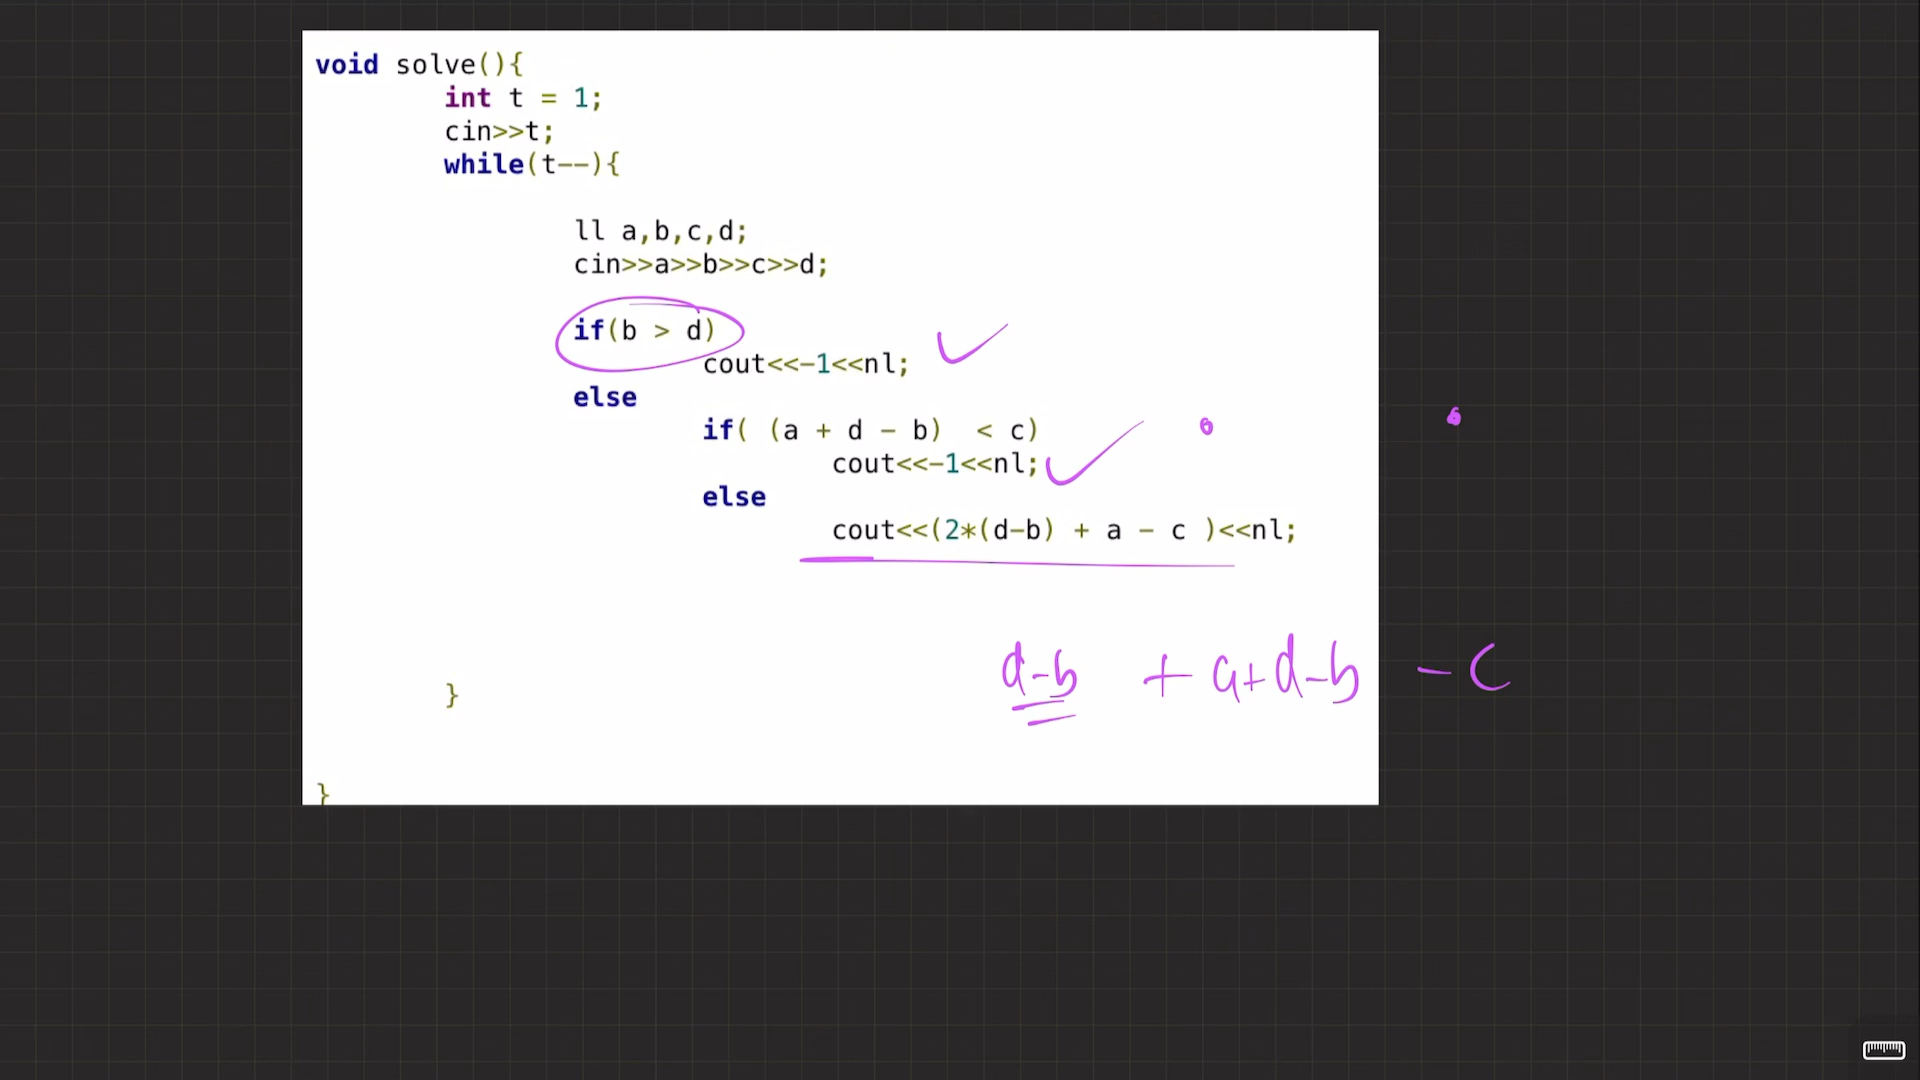 void solve(){
int t = 1;
cin>>t;
while(t--){
ll a,b,c,d;
cin>>a>>b>>c>>d;
if(b > d)
cout<<-1<<nl;
else
if( (a + d - b)  < c)
cout<<-1<<nl;
else
cout<<(2*(d-b) + a - c )<<nl;
d-b + a+d-b - c
}
}